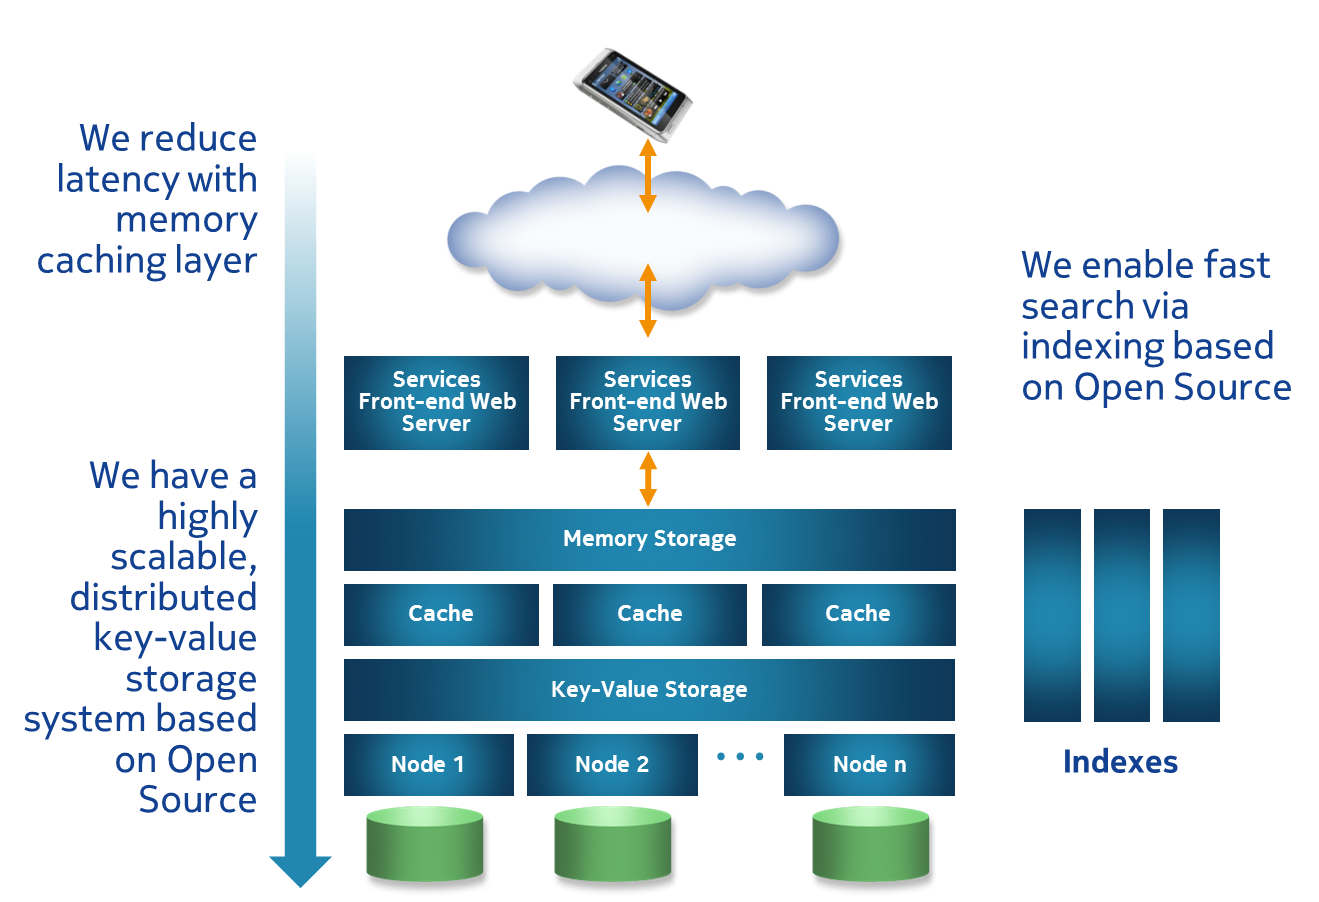 We reduce
latency with
memory
caching layer
We have a
highly
scalable,
distributed
key-value
storage
system based
on Open
Source
Services
Front-end Web
Server
Services
Front-end Web
Server
Services
Front-end Web
Server
Memory Storage
Cache
Cache
Cache
Key-Value Storage
Node 1
Node 2
• • •
Node n
We enable fast
search via
indexing based
on Open Source
Indexes